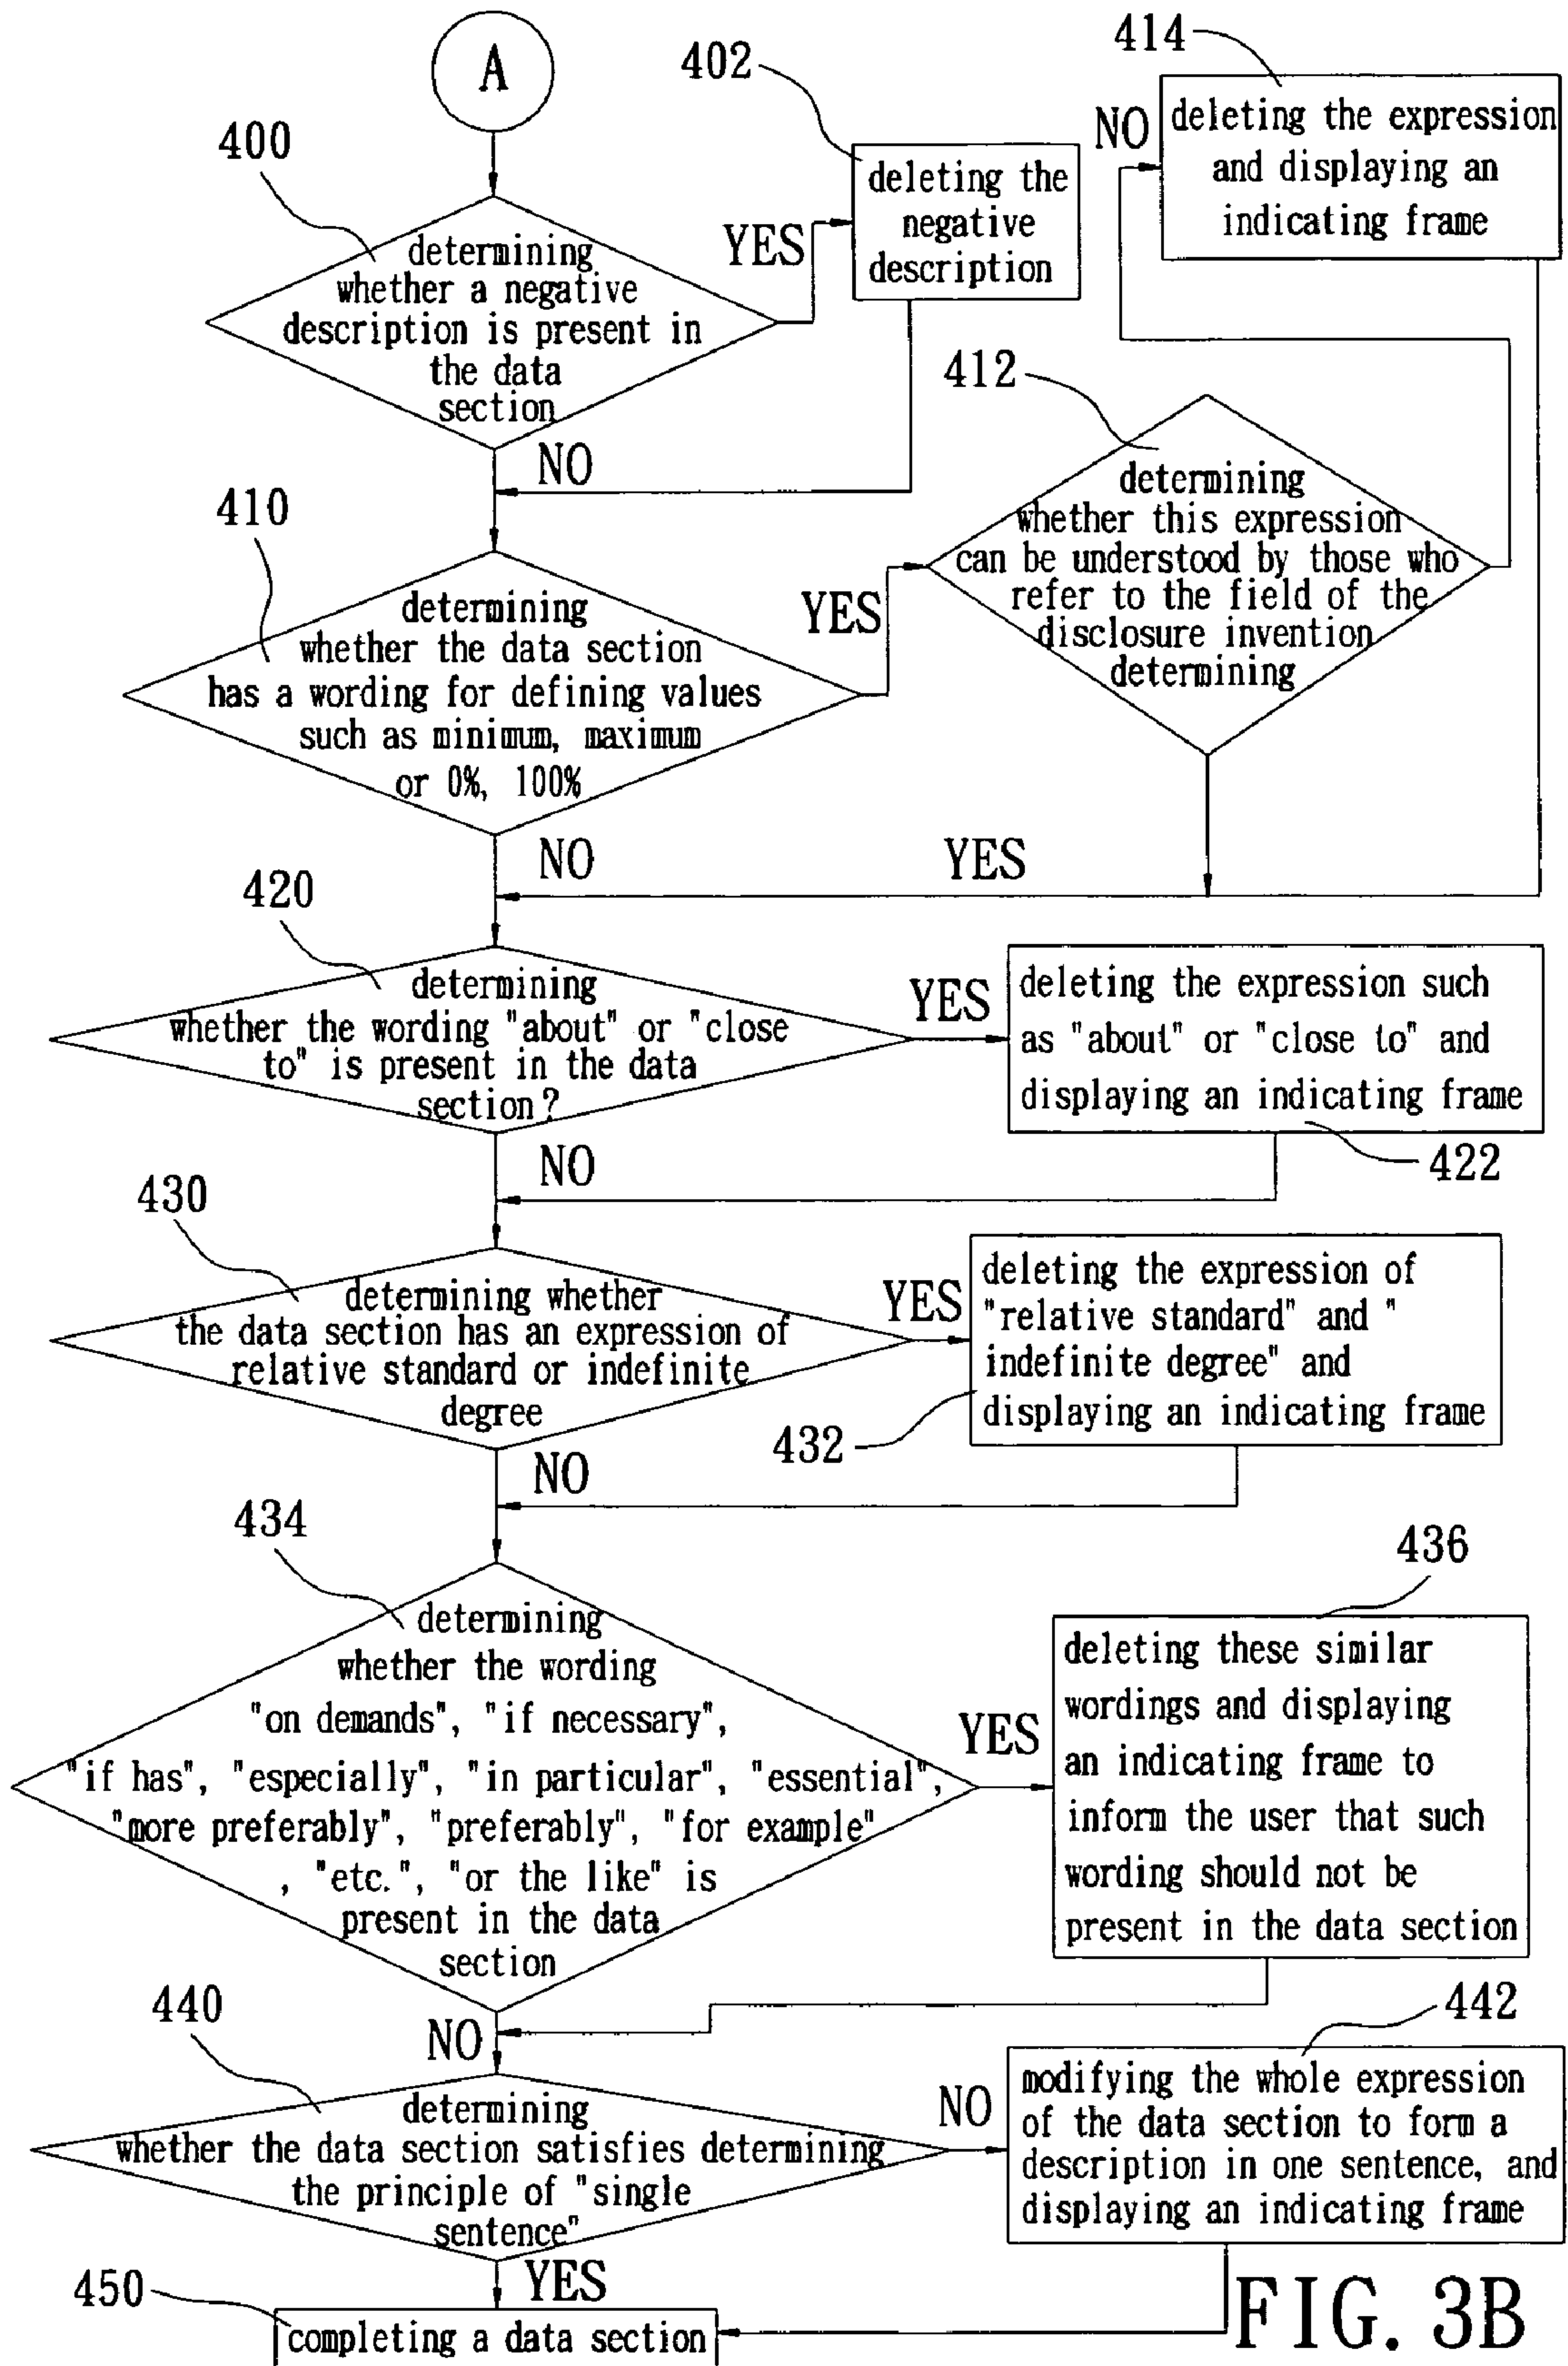 A
400
determining
whether a negative
description is present in
the data
section
YES
402
deleting the
negative
description
NO
414
deleting the expression
and displaying an
indicating frame
NO
410
determining
whether the data section
has a wording for defining values
such as minimum, maximum
or 0%, 100%
YES
412
determining
whether this expression
can be understood by those who
refer to the field of the
disclosure invention
determining
NO
YES
420
determining
whether the wording "about" or "close
to" is present in the data
section?
YES
deleting the expression such
as "about" or "close to" and
displaying an indicating frame
422
NO
430
determining whether
the data section has an expression of
relative standard or indefinite
degree
YES
deleting the expression of
"relative standard" and "
indefinite degree" and
displaying an indicating frame
432
NO
434
determining
whether the wording
"on demands", "if necessary",
"if has", "especially", "in particular", "essential",
"more preferably", "preferably", "for example"
, "etc.", "or the like" is
present in the data
section
YES
436
deleting these similar
wordings and displaying
an indicating frame to
inform the user that such
wording should not be
present in the data section
NO
440
determining
whether the data section satisfies determining
the principle of "single
sentence"
NO
442
modifying the whole expression
of the data section to form a
description in one sentence, and
displaying an indicating frame
YES
450
completing a data section
FIG. 3B